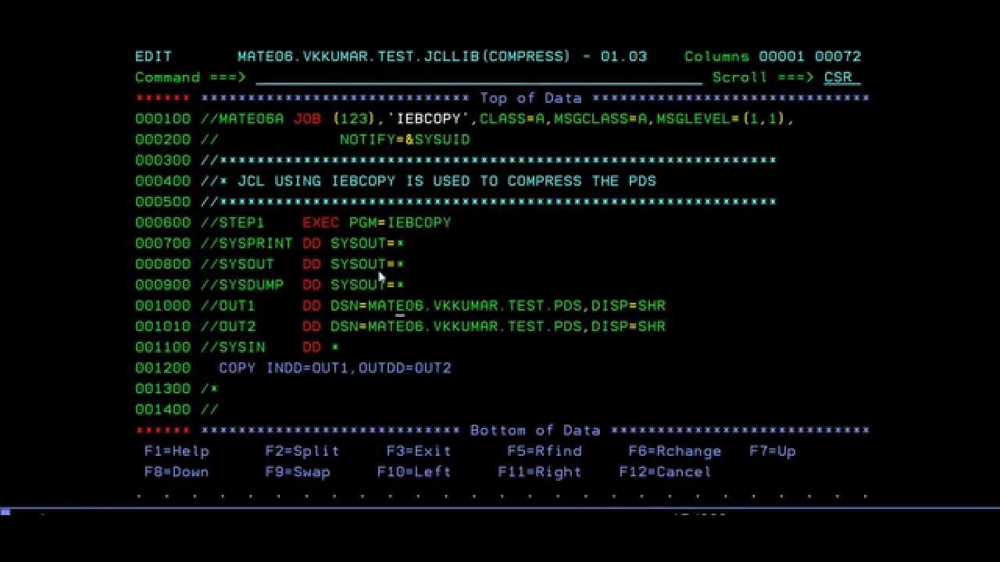 EDIT MATE06.VKKUMAR.TEST.JCLLIB(COMPRESS) - 01.03 Columns 00001 00072
Command ===> Scroll ===> CSR
****** ***************************** Top of Data ******************************
000100 //MATE06A JOB (123),'IEBCOPY',CLASS=A,MSGCLASS=A,MSGLEVEL=(1,1),
000200 // NOTIFY=&SYSUID
000300 //************************************************************
000400 //* JCL USING IEBCOPY IS USED TO COMPRESS THE PDS
000500 //************************************************************
000600 //STEP1 EXEC PGM=IEBCOPY
000700 //SYSPRINT DD SYSOUT=*
000800 //SYSOUT DD SYSOUT=*
000900 //SYSDUMP DD SYSOUT=*
001000 //OUT1 DD DSN=MATE06.VKKUMAR.TEST.PDS,DISP=SHR
001010 //OUT2 DD DSN=MATE06.VKKUMAR.TEST.PDS,DISP=SHR
001100 //SYSIN DD *
001200 COPY INDD=OUT1,OUTDD=OUT2
001300 /*
001400 //
****** **************************** Bottom of Data ****************************
F1=Help F2=Split F3=Exit F5=Rfind F6=Rchange F7=Up
F8=Down F9=Swap F10=Left F11=Right F12=Cancel